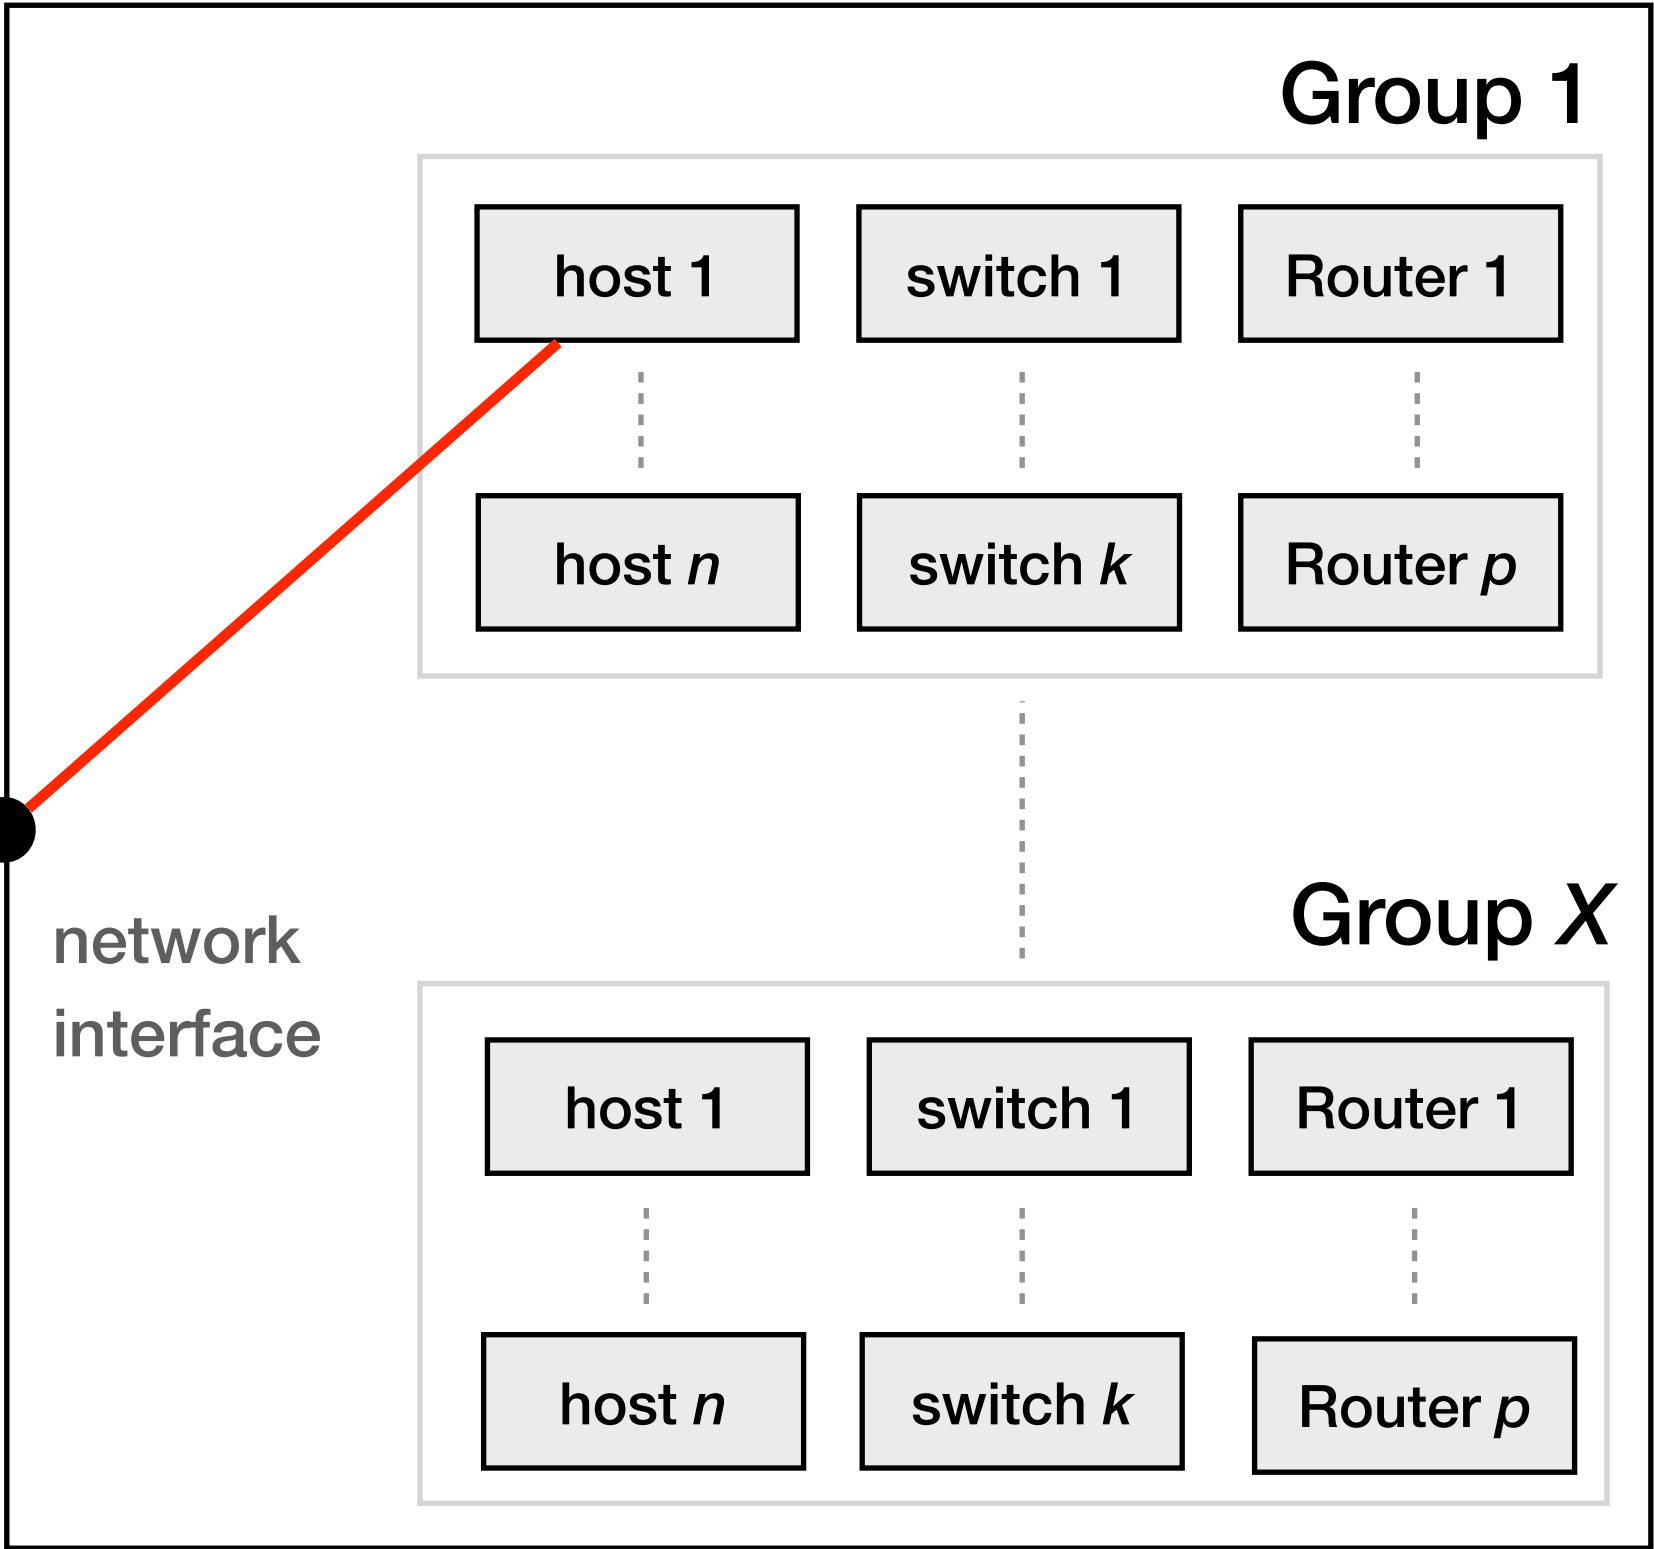 Group 1
host 1
switch 1
Router 1
host n
switch k
Router p
network
interface
Group X
host 1
switch 1
Router 1
host n
switch k
Router p